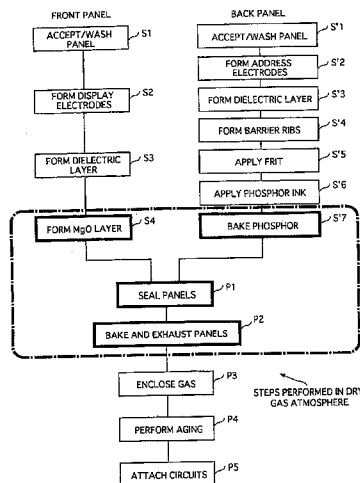 FRONT PANEL
BACK PANEL
ACCEPT/WASH PANEL
S1
ACCEPT/WASH PANEL
S'1
FORM ADDRESS
ELECTRODES
S'2
FORM DISPLAY
ELECTRODES
S2
FORM DIELECTRIC LAYER
S'3
FORM BARRIER RIBS
S'4
FORM DIELECTRIC
LAYER
S3
APPLY FRIT
S'5
APPLY PHOSPHOR INK
S'6
FORM MgO LAYER
S4
BAKE PHOSPHOR
S'7
SEAL PANELS
P1
BAKE AND EXHAUST PANELS
P2
ENCLOSE GAS
P3
STEPS PERFORMED IN DRY
GAS ATMOSPHERE
PERFORM AGING
P4
ATTACH CIRCUITS
P5